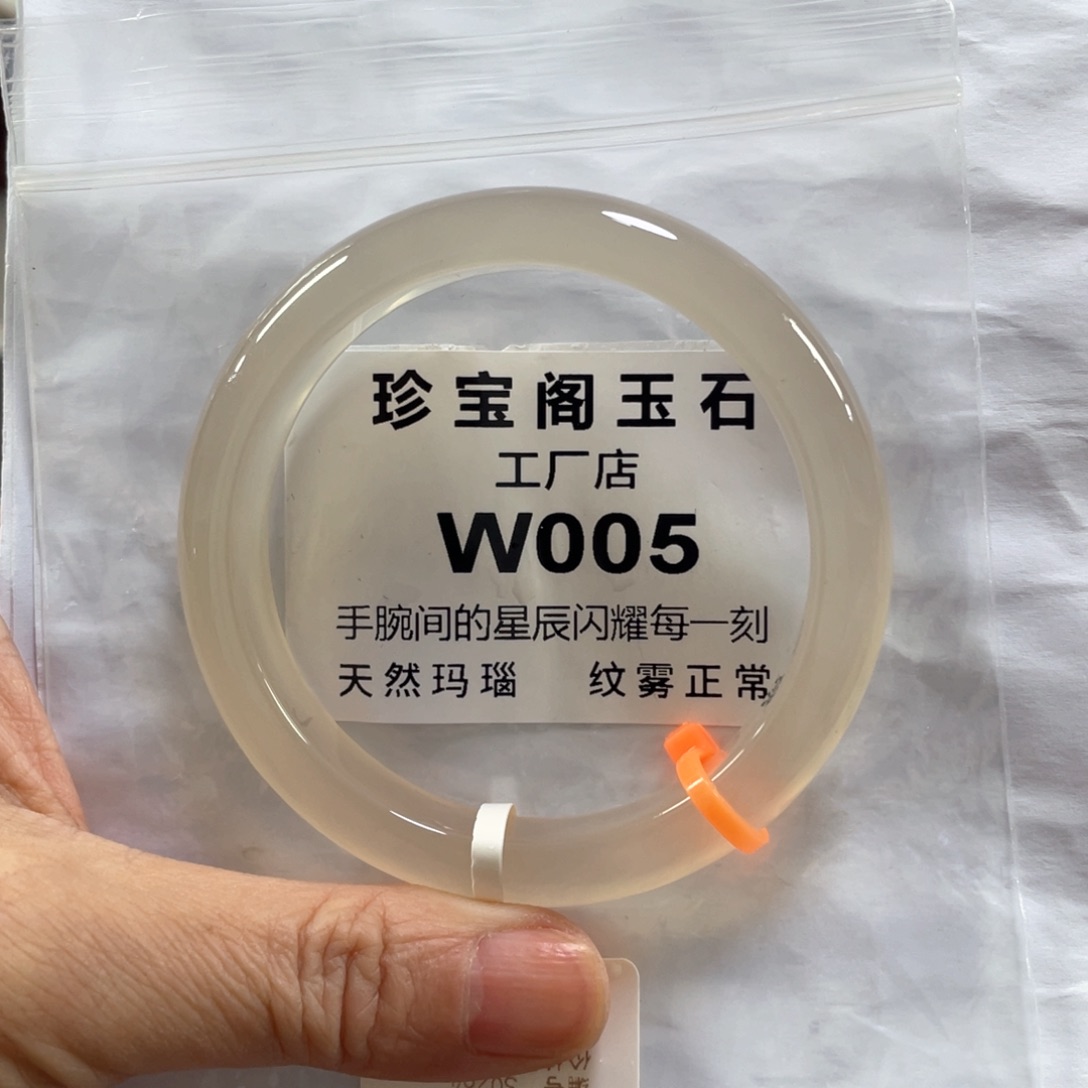 珍宝阁玉石
工厂店
W005
手腕间的星辰闪耀每一刻
天然玛瑙 纹雾正常